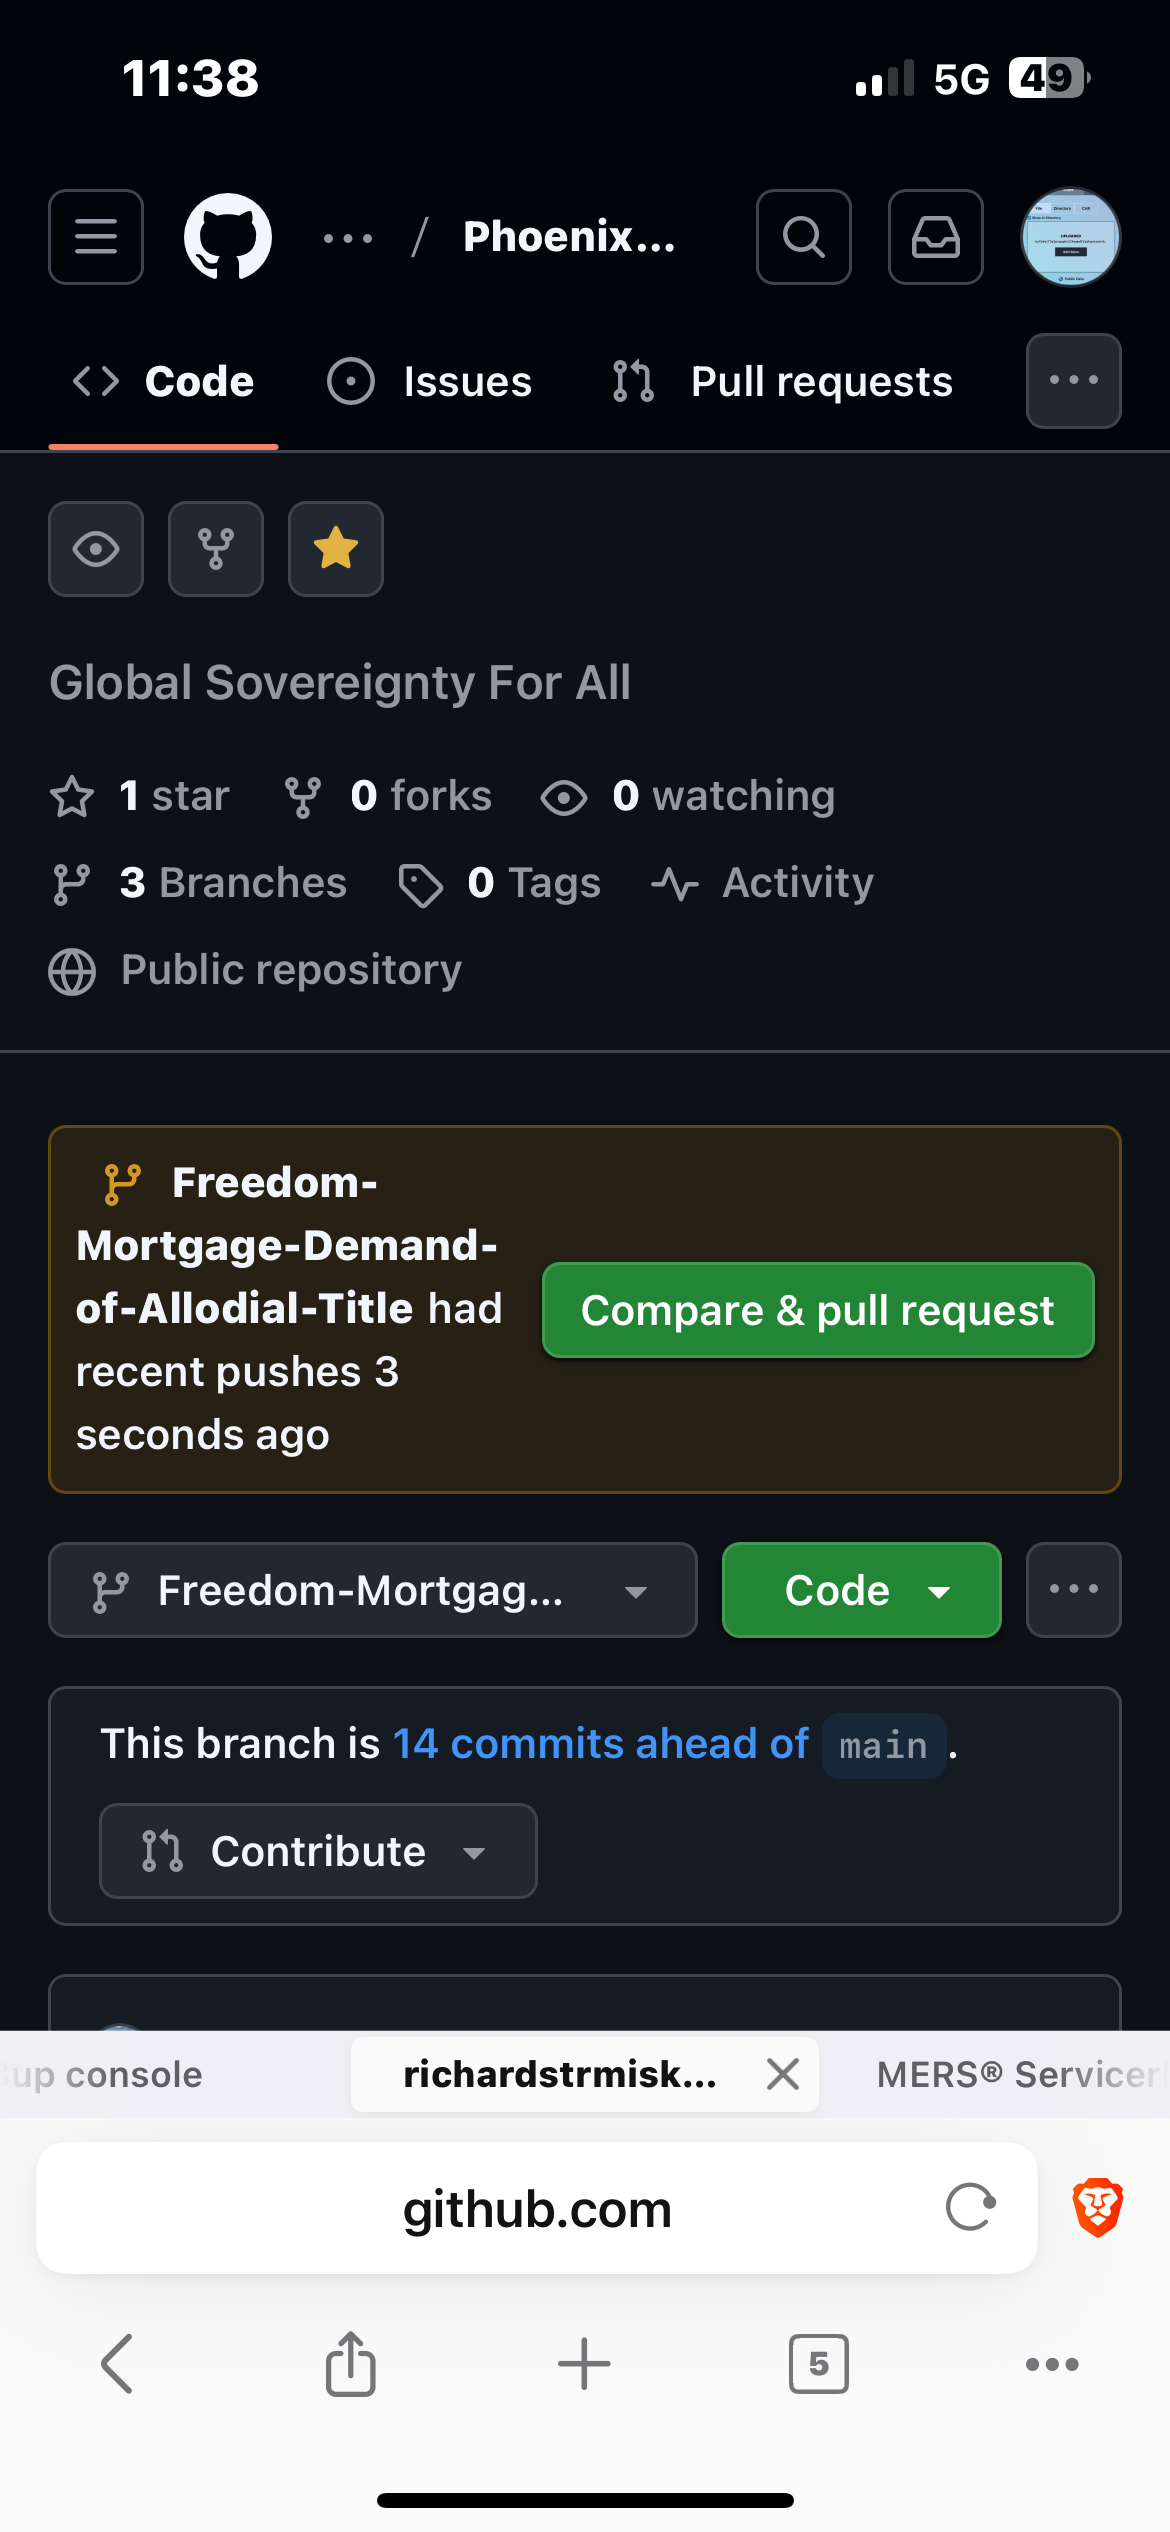 11:38
5G 49
... / Phoenix...
Code Issues Pull requests
Global Sovereignty For All
1 star 0 forks 0 watching
3 Branches 0 Tags Activity
Public repository
Freedom-
Mortgage-Demand-
of-Allodial-Title had
recent pushes 3
seconds ago
Compare & pull request
Freedom-Mortgag...
Code
This branch is 14 commits ahead of main.
Contribute
up console
richardstrmisk...
MERS® Servicer
github.com
5